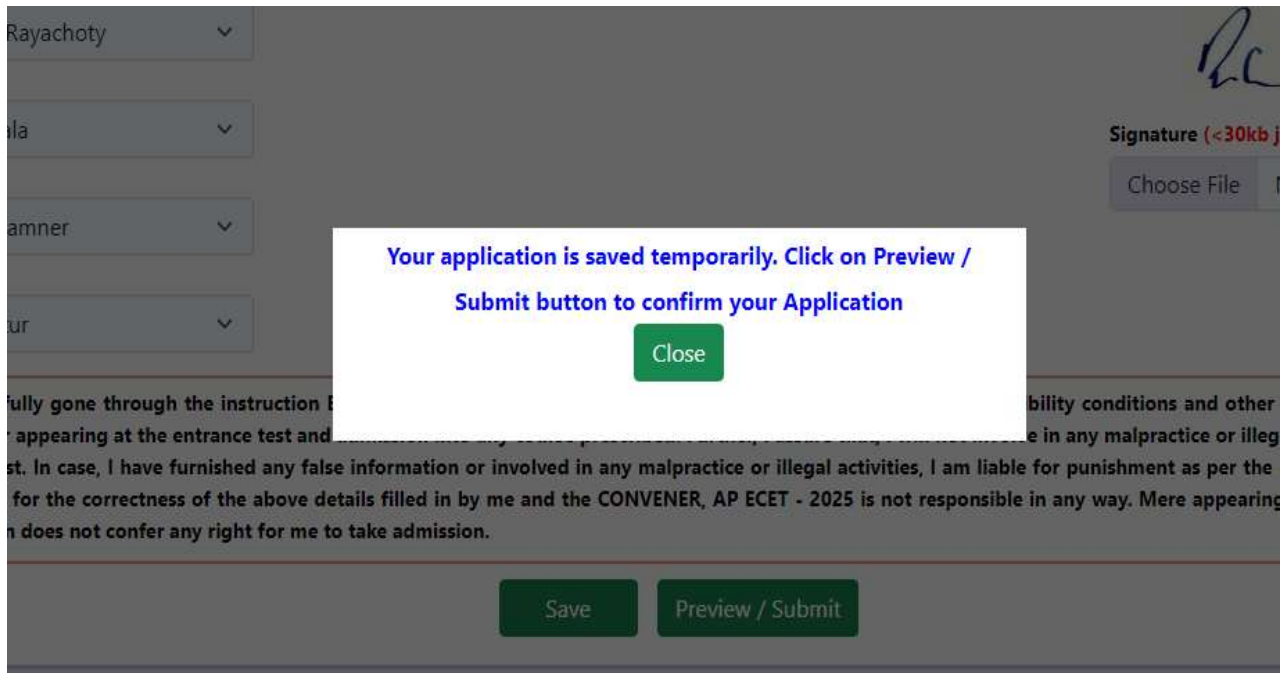 Rayachoty
Signature (<30kb j
Choose File
Your application is saved temporarily. Click on Preview /
Submit button to confirm your Application
Close
fully gone through the instruction bility conditions and other
appearing at the entrance test and in any malpractice or illeg
st. In case, I have furnished any false information or involved in any malpractice or illegal activities, I am liable for punishment as per the
for the correctness of the above details filled in by me and the CONVENER, AP ECET - 2025 is not responsible in any way. Mere appearing
n does not confer any right for me to take admission.
Save Preview / Submit